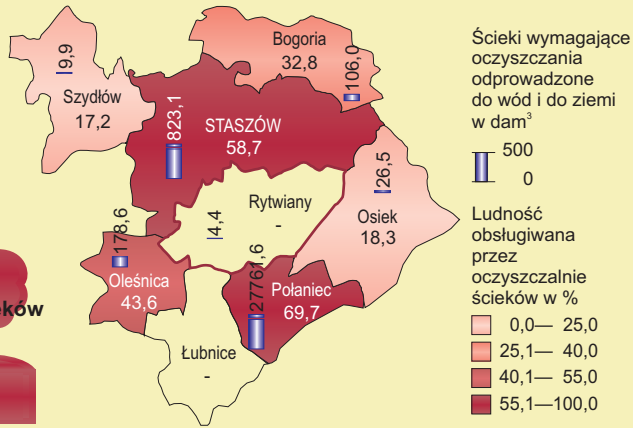 9,9
Szydłów
17,2
Bogoria
32,8
106,0
823,1
STASZÓW
58,7
26,5
Osiek
18,3
Rytwiany
-
4,4
178,6
Oleśnica
43,6
27761,6
Połaniec
69,7
Łubnice
-
eków
Ścieki wymagające
oczyszczania
odprowadzone
do wód i do ziemi
w dam³
500
0
Ludność
obsługiwana
przez
oczyszczalnie
ścieków w %
0,0— 25,0
25,1— 40,0
40,1— 55,0
55,1—100,0